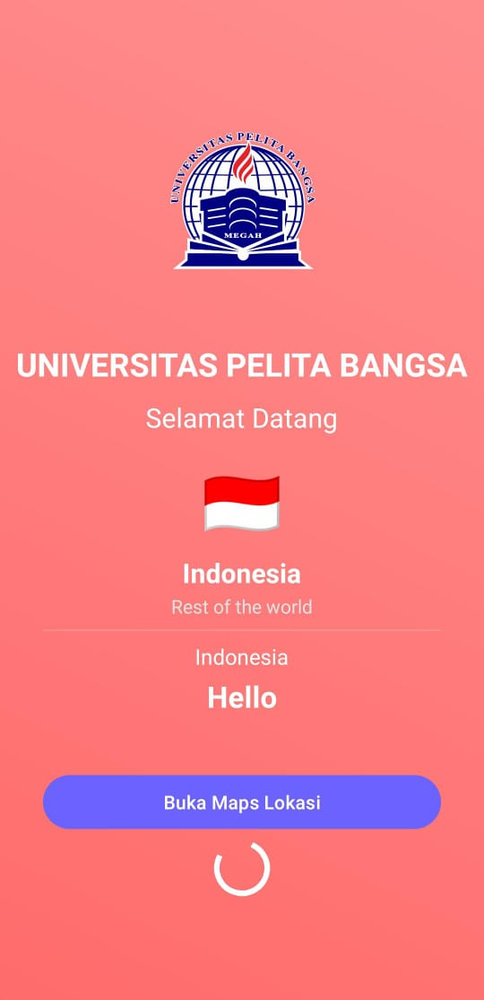 UNIVERSITAS PELITA BANGSA
MEGAH
UNIVERSITAS PELITA BANGSA
Selamat Datang
Indonesia
Rest of the world
Indonesia
Hello
Buka Maps Lokasi